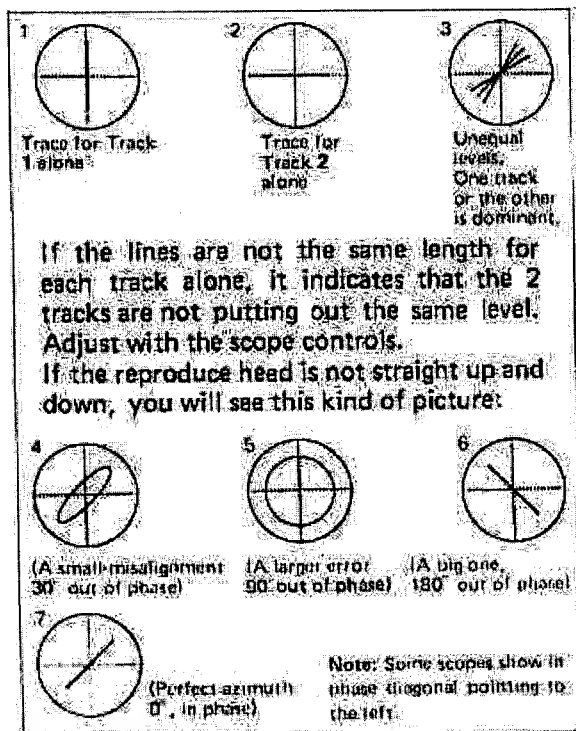 1
2
3
Trace for Track
1 alone
Trace for
Track 2
alone
Unequal
levels.
One track
or the other
is dominant.
If the lines are not the same length for
each track alone, it indicates that the 2
tracks are not putting out the same level.
Adjust with the scope controls.
If the reproduce head is not straight up and
down, you will see this kind of picture:
4
5
6
(A small misalignment
30° out of phase)
(A larger error
90° out of phase)
(A big one,
180° out of phase)
7
(Perfect azimuth
0°, in phase)
Note: Some scopes show in
phase diagonal pointing to
the left.